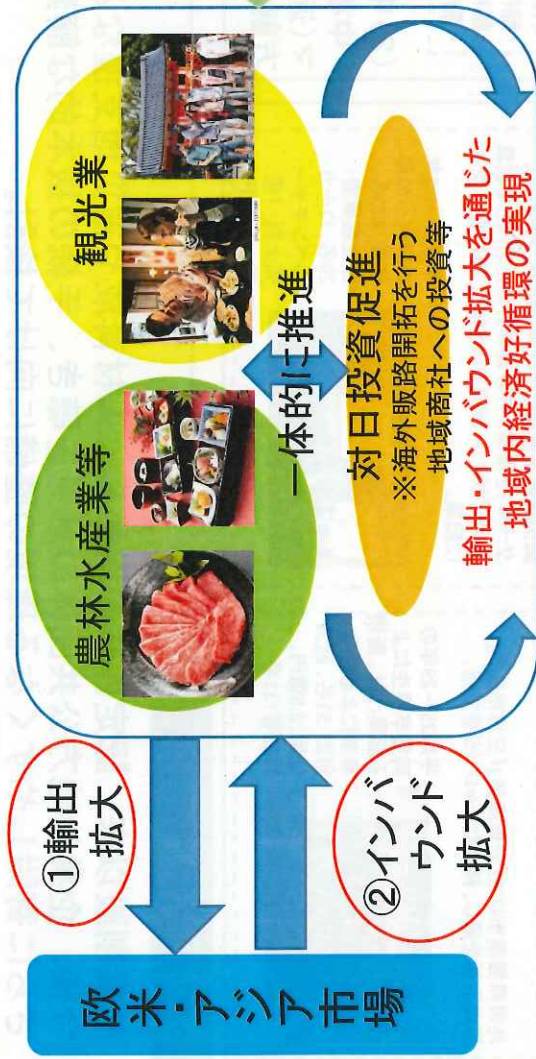 欧米・アジア市場
①輸出
拡大
②インバ
ウンド
拡大
農林水産業等
観光業
一体的に推進
対日投資促進
※海外販路開拓を行う
地域商社への投資等
輸出・インバウンド拡大を通じた
地域内経済好循環の実現